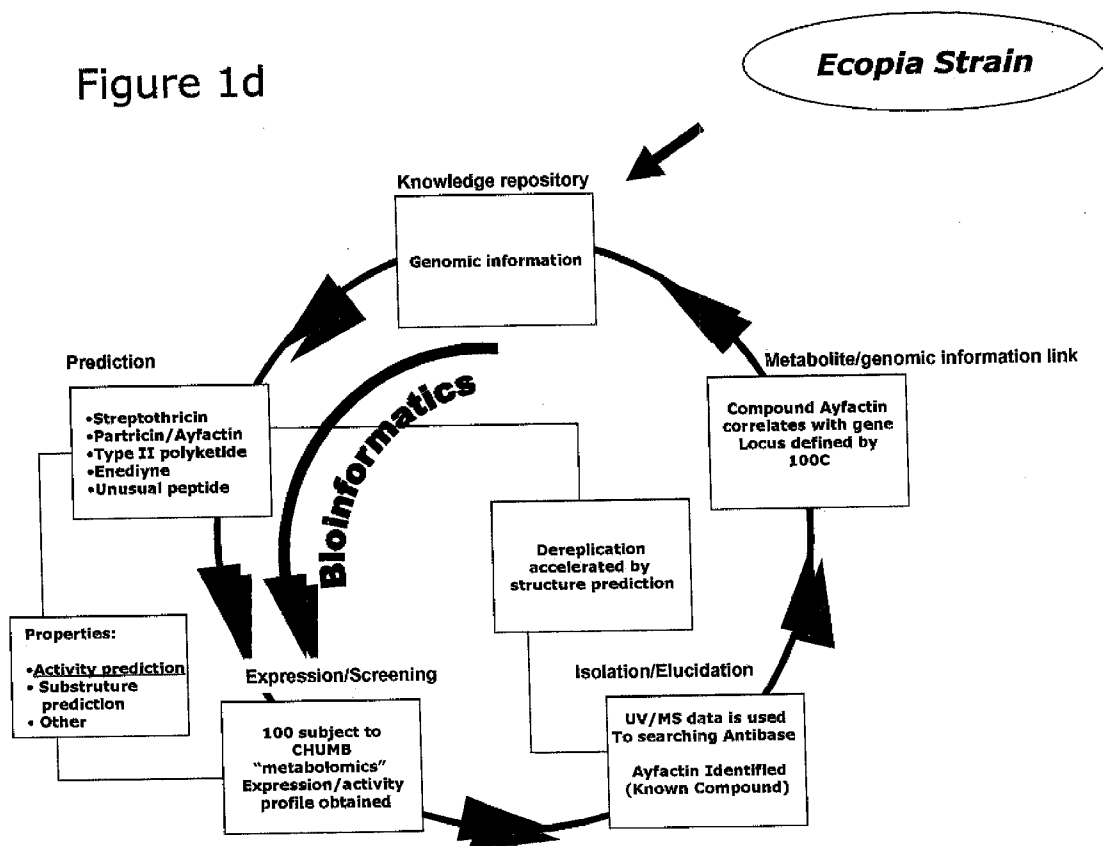 Figure 1d
Ecopia Strain
Knowledge repository
Genomic information
Prediction
•Streptothricin
•Partricin/Ayfactin
•Type II polyketide
•Enediyne
•Unusual peptide
Bioinformatics
Metabolite/genomic information link
Compound Ayfactin
correlates with gene
Locus defined by
100C
Dereplication
accelerated by
structure prediction
Properties:
•Activity prediction
• Substruture
prediction
• Other
Expression/Screening
100 subject to
CHUMB
“metabolomics”
Expression/activity
profile obtained
Isolation/Elucidation
UV/MS data is used
To searching Antibase
Ayfactin Identified
(Known Compound)